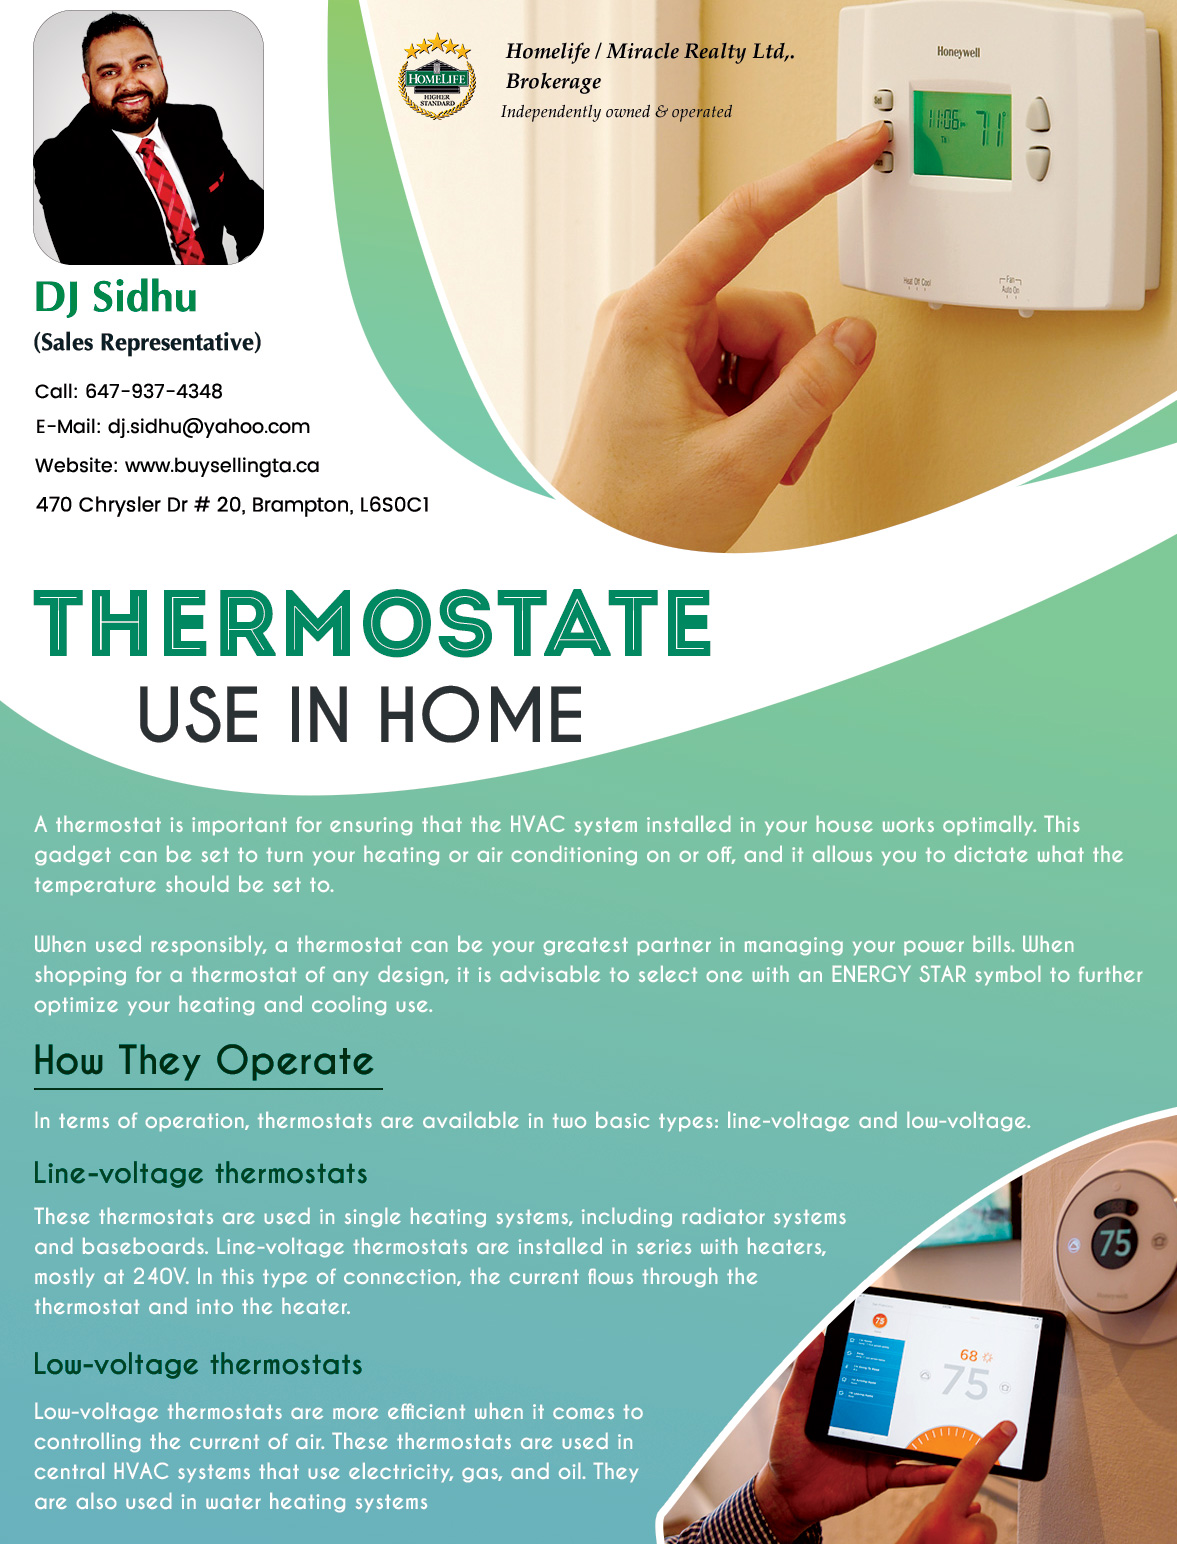 HOMELIFE
HIGHER
STANDARD
Homelife / Miracle Realty Ltd,.
Brokerage
Independently owned & operated
Honeywell
11:06
71°
Heat Off Cool
Fan
Auto On
DJ Sidhu
(Sales Representative)
Call: 647-937-4348
E-Mail: dj.sidhu@yahoo.com
Website: www.buysellingta.ca
470 Chrysler Dr # 20, Brampton, L6S0C1
THERMOSTATE
USE IN HOME
A thermostat is important for ensuring that the HVAC system installed in your house works optimally. This
gadget can be set to turn your heating or air conditioning on or off, and it allows you to dictate what the
temperature should be set to.
When used responsibly, a thermostat can be your greatest partner in managing your power bills. When
shopping for a thermostat of any design, it is advisable to select one with an ENERGY STAR symbol to further
optimize your heating and cooling use.
How They Operate
In terms of operation, thermostats are available in two basic types: line-voltage and low-voltage.
Line-voltage thermostats
These thermostats are used in single heating systems, including radiator systems
and baseboards. Line-voltage thermostats are installed in series with heaters,
mostly at 240V. In this type of connection, the current flows through the
thermostat and into the heater.
Low-voltage thermostats
Low-voltage thermostats are more efficient when it comes to
controlling the current of air. These thermostats are used in
central HVAC systems that use electricity, gas, and oil. They
are also used in water heating systems
75
Honeywell
75
68
75